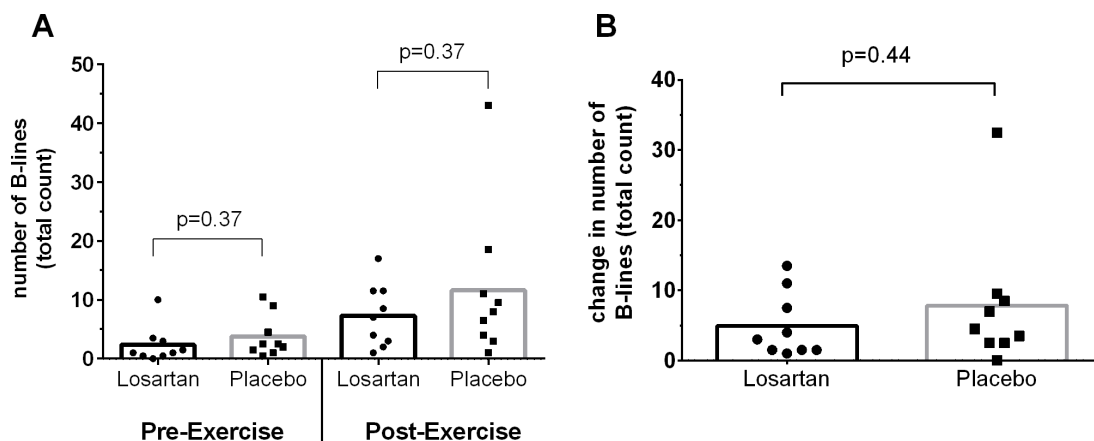 A
number of B-lines
(total count)
50
40
30
20
10
0
p=0.37
p=0.37
Losartan
Placebo
Losartan
Placebo
Pre-Exercise
Post-Exercise
B
change in number of
B-lines (total count)
40
30
20
10
0
p=0.44
Losartan
Placebo